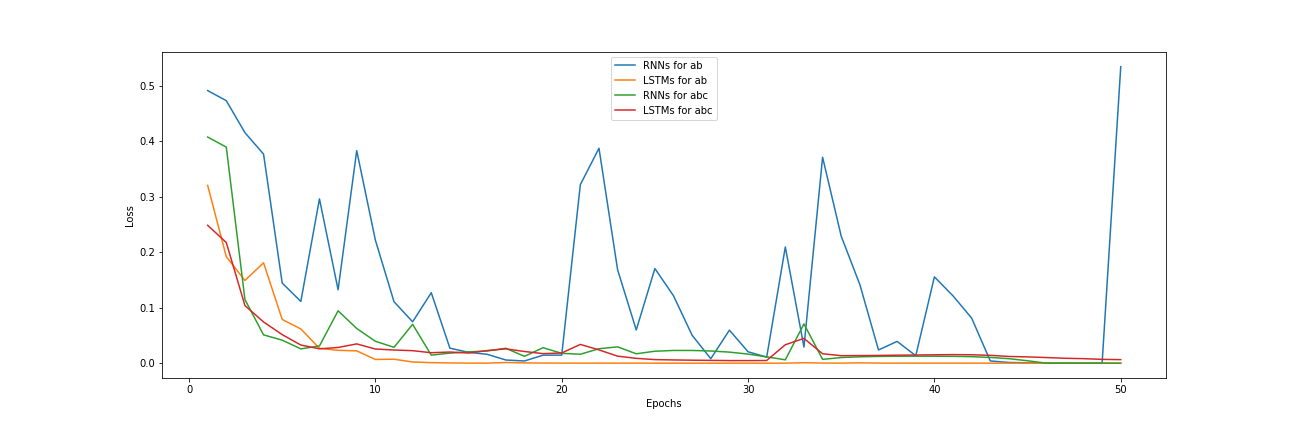 RNNs for ab
LSTMs for ab
RNNs for abc
LSTMs for abc
Loss
0.5
0.4
0.3
0.2
0.1
0.0
0 10 20 30 40 50
Epochs